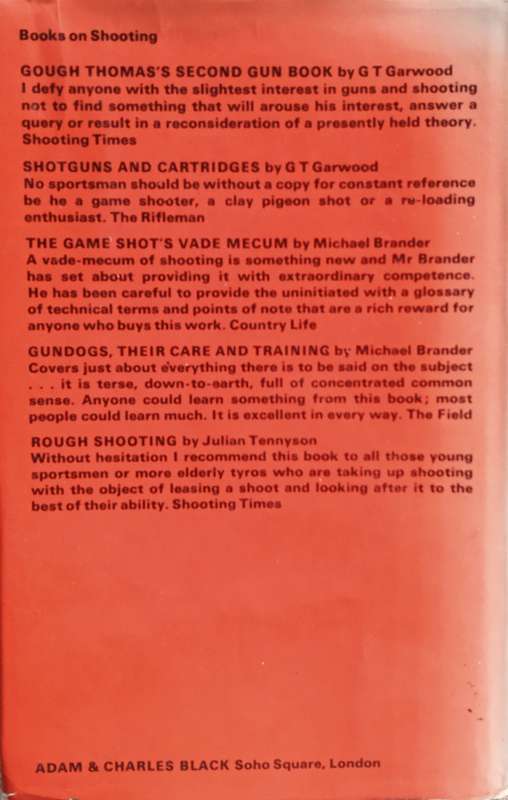 Books on Shooting
GOUGH THOMAS'S SECOND GUN BOOK by G T Garwood
I defy anyone with the slightest interest in guns and shooting
not to find something that will arouse his interest, answer a
query or result in a reconsideration of a presently held theory.
Shooting Times
SHOTGUNS AND CARTRIDGES by G T Garwood
No sportsman should be without a copy for constant reference
be he a game shooter, a clay pigeon shot or a re-loading
enthusiast. The Rifleman
THE GAME SHOT'S VADE MECUM by Michael Brander
A vade-mecum of shooting is something new and Mr Brander
has set about providing it with extraordinary competence.
He has been careful to provide the uninitiated with a glossary
of technical terms and points of note that are a rich reward for
anyone who buys this work. Country Life
GUNDOGS, THEIR CARE AND TRAINING by Michael Brander
Covers just about everything there is to be said on the subject
. . . it is terse, down-to-earth, full of concentrated common
sense. Anyone could learn something from this book; most
people could learn much. It is excellent in every way. The Field
ROUGH SHOOTING by Julian Tennyson
Without hesitation I recommend this book to all those young
sportsmen or more elderly tyros who are taking up shooting
with the object of leasing a shoot and looking after it to the
best of their ability. Shooting Times
ADAM & CHARLES BLACK Soho Square, London